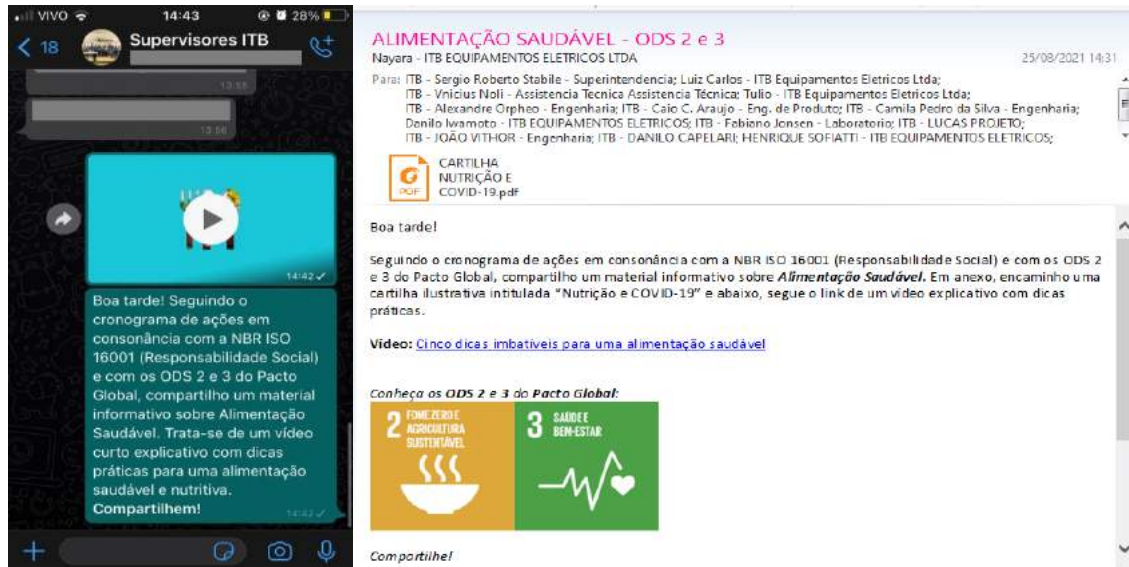 VIVO 14:43 28%
18 Supervisores ITB
13:55
13:56
14:42
Boa tarde! Seguindo o
cronograma de ações em
consonância com a NBR ISO
16001 (Responsabilidade Social)
e com os ODS 2 e 3 do Pacto
Global, compartilho um material
informativo sobre Alimentação
Saudável. Trata-se de um vídeo
curto explicativo com dicas
práticas para uma alimentação
saudável e nutritiva.
Compartilhem!
14:42
ALIMENTAÇÃO SAUDÁVEL - ODS 2 e 3
Nayara - ITB EQUIPAMENTOS ELETRICOS LTDA 25/08/2021 14:31
Para: ITB - Sergio Roberto Stabile - Superintendencia; Luiz Carlos - ITB Equipamentos Eletricos Ltda;
ITB - Vnicius Noli - Assistencia Tecnica Assistencia Técnica; Tulio - ITB Equipamentos Eletricos Ltda;
ITB - Alexandre Orpheo - Engenharia; ITB - Caio C. Araujo - Eng. de Produto; ITB - Camila Pedro da Silva - Engenharia;
Danilo Iwamoto - ITB EQUIPAMENTOS ELETRICOS; ITB - Fabiano Jonsen - Laboratorio; ITB - LUCAS PROJETO;
ITB - JOÃO VITHOR - Engenharia; ITB - DANILO CAPELARI; HENRIQUE SOFIATTI - ITB EQUIPAMENTOS ELETRICOS;
PDF
CARTILHA
NUTRIÇÃO E
COVID-19.pdf
Boa tarde!
Seguindo o cronograma de ações em consonância com a NBR ISO 16001 (Responsabilidade Social) e com os ODS 2
e 3 do Pacto Global, compartilho um material informativo sobre Alimentação Saudável. Em anexo, encaminho uma
cartilha ilustrativa intitulada “Nutrição e COVID-19” e abaixo, segue o link de um vídeo explicativo com dicas
práticas.
Vídeo: Cinco dicas imbatíveis para uma alimentação saudável
Conheça os ODS 2 e 3 do Pacto Global:
2 FOME ZERO E
AGRICULTURA
SUSTENTÁVEL
3 SAÚDE E
BEM-ESTAR
Compartilhe!